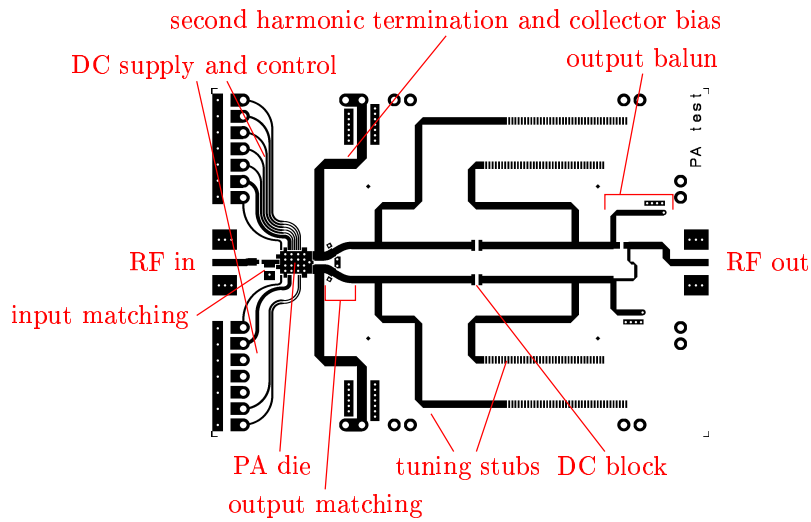 second harmonic termination and collector bias
output balun
DC supply and control
PA test
RF in
RF out
input matching
PA die
tuning stubs
DC block
output matching